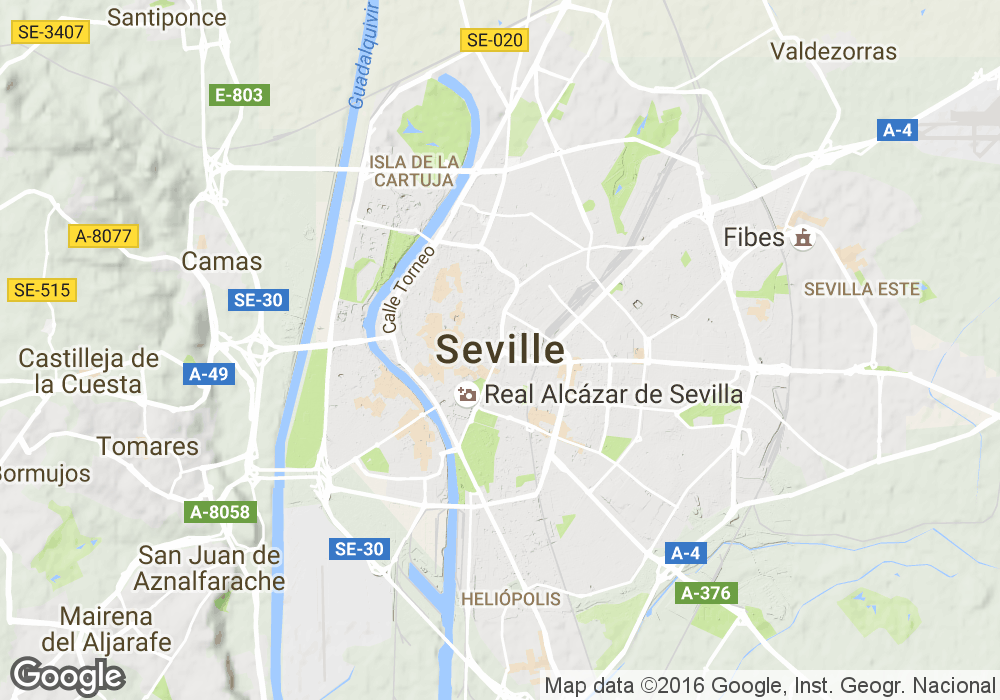 Santiponce
SE-3407
Guadalquivir
SE-020
Valdezorras
E-803
A-4
ISLA DE LA
CARTUJA
A-8077
Fibes
Camas
Calle Torneo
SE-515
SE-30
SEVILLA ESTE
Seville
Castilleja de
la Cuesta
A-49
Real Alcázar de Sevilla
Tomares
Bormujos
A-8058
SE-30
A-4
San Juan de
Aznalfarache
A-376
HELIÓPOLIS
Mairena
del Aljarafe
Google
Map data ©2016 Google, Inst. Geogr. Nacional